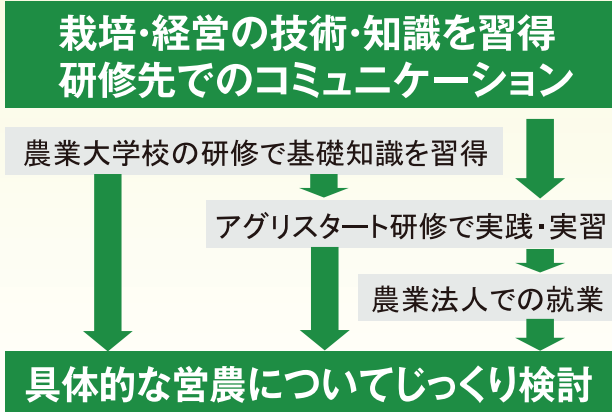 栽培・経営の技術・知識を習得
研修先でのコミュニケーション
農業大学校の研修で基礎知識を習得
アグリスタート研修で実践・実習
農業法人での就業
具体的な営農についてじっくり検討